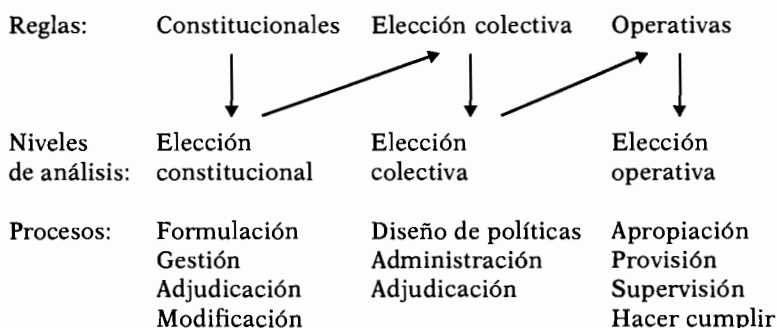 Reglas: Constitucionales Elección colectiva Operativas
Niveles Elección Elección Elección
de análisis: constitucional colectiva operativa
Procesos: Formulación Diseño de políticas Apropiación
Gestión Administración Provisión
Adjudicación Adjudicación Supervisión
Modificación Hacer cumplir